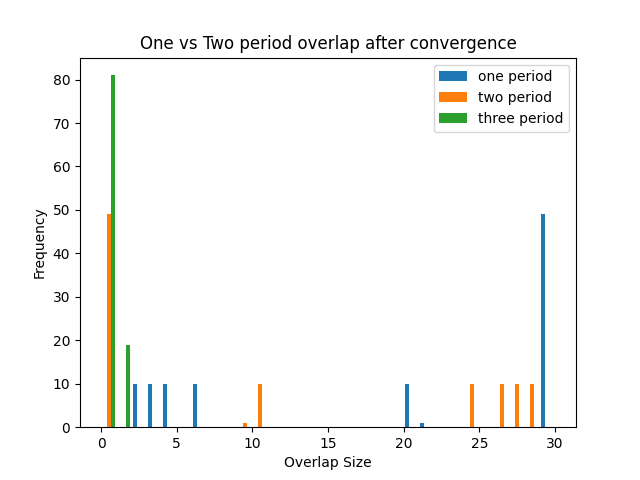 One vs Two period overlap after convergence
one period
two period
three period
80
70
60
50
40
30
20
10
0
Frequency
0 5 10 15 20 25 30
Overlap Size